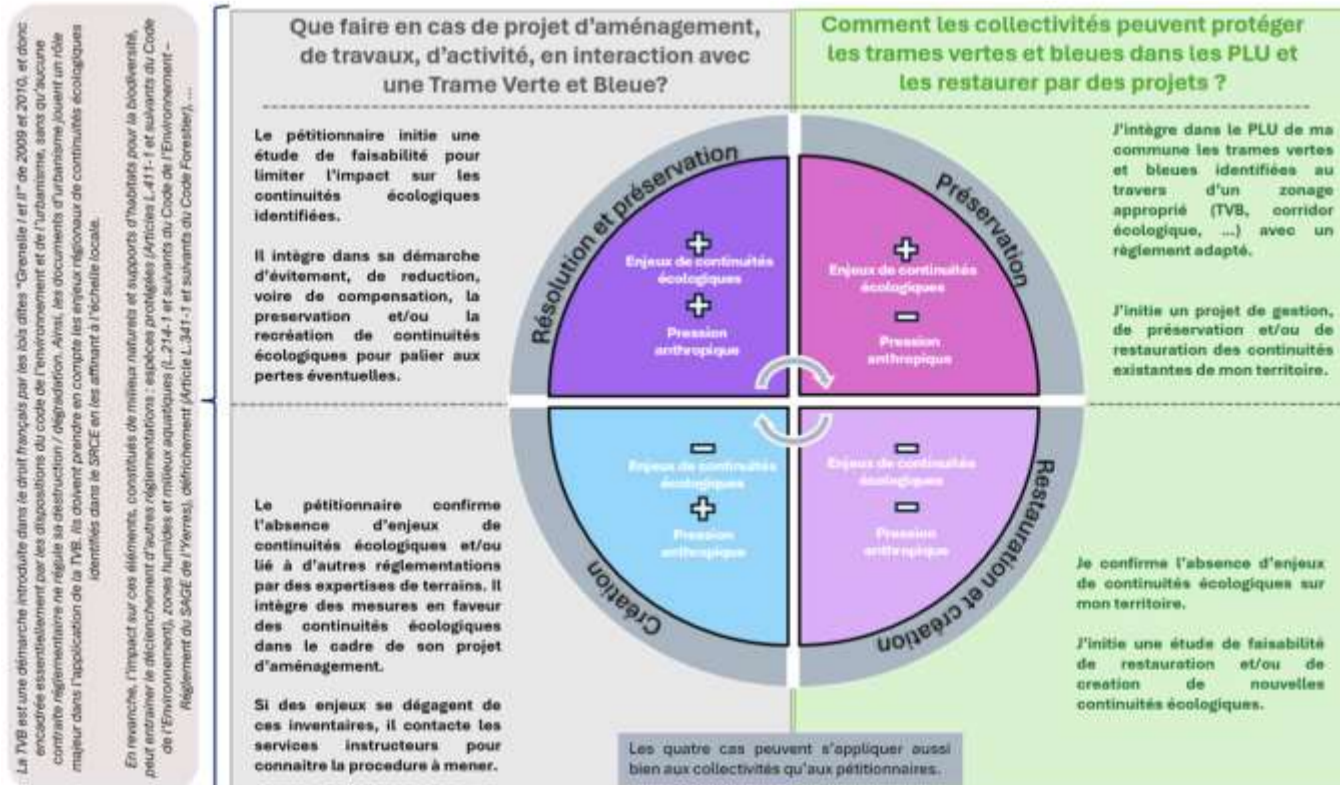 La TVB est une démarche introduite dans le droit français par les lois dites "Grenelle I et II" de 2009 et 2010, et donc
encadrée essentiellement par les dispositions du code de l'environnement et de l'urbanisme, sans qu'aucune
contraite réglementaire ne régule sa destruction / dégradation. Ainsi, les documents d'urbanisme jouent un rôle
majeur dans l'application de la TVB. Ils doivent prendre en compte les enjeux régionaux de continuités écologiques
identifiés dans le SRCE en les affinant à l'échelle locale.
En revanche, l'impact sur ces éléments, constitués de milieux naturels et supports d'habitats pour la biodiversité,
peut entrainer le déclenchement d'autres réglementations : espèces protégées (Articles L.411-1 et suivants du Code
de l'Environnement), zones humides et milieux aquatiques (L.214-1 et suivants du Code de l'Environnement –
Règlement du SAGE de l'Yerres), défrichement (Article L.341-1 et suivants du Code Forestier), ...
Que faire en cas de projet d'aménagement,
de travaux, d'activité, en interaction avec
une Trame Verte et Bleue?
Comment les collectivités peuvent protéger
les trames vertes et bleues dans les PLU et
les restaurer par des projets ?
Le pétitionnaire initie une
étude de faisabilité pour
limiter l'impact sur les
continuités écologiques
identifiées.
Il intègre dans sa démarche
d'évitement, de reduction,
voire de compensation, la
preservation et/ou la
recréation de continuités
écologiques pour palier aux
pertes éventuelles.
Résolution et préservation
+
Enjeux de continuités
écologiques
+
Pression
anthropique
Préservation
+
Enjeux de continuités
écologiques
−
Pression
anthropique
J'intègre dans le PLU de ma
commune les trames vertes
et bleues identifiées au
travers d'un zonage
approprié (TVB, corridor
écologique, ...) avec un
règlement adapté.
J'initie un projet de gestion,
de préservation et/ou de
restauration des continuités
existantes de mon territoire.
Le pétitionnaire confirme
l'absence d'enjeux de
continuités écologiques et/ou
lié à d'autres réglementations
par des expertises de terrains. Il
intègre des mesures en faveur
des continuités écologiques
dans le cadre de son projet
d'aménagement.
Si des enjeux se dégagent de
ces inventaires, il contacte les
services instructeurs pour
connaitre la procedure à mener.
Création
−
Enjeux de continuités
écologiques
+
Pression
anthropique
Restauration et création
−
Enjeux de continuités
écologiques
−
Pression
anthropique
Je confirme l'absence d'enjeux
de continuités écologiques sur
mon territoire.
J'initie une étude de faisabilité
de restauration et/ou de
creation de nouvelles
continuités écologiques.
Les quatre cas peuvent s'appliquer aussi
bien aux collectivités qu'aux pétitionnaires.